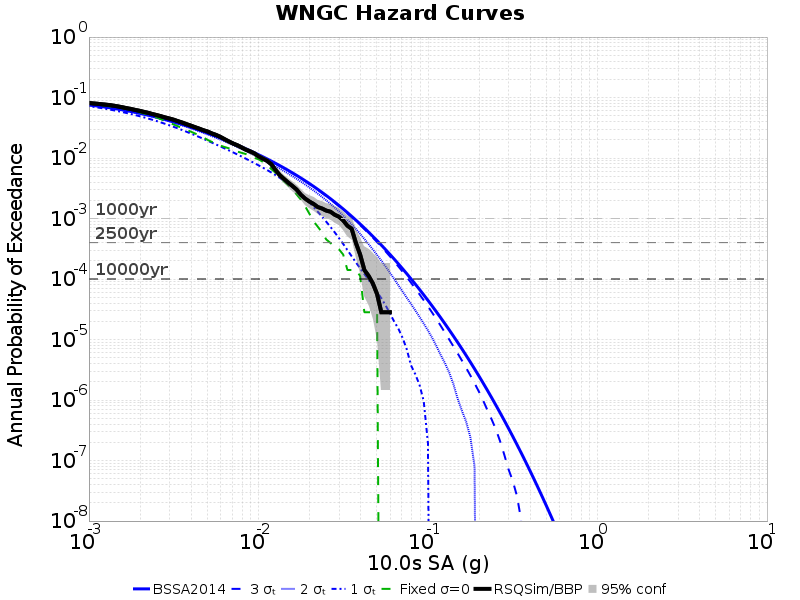 WNGC Hazard Curves
Annual Probability of Exceedance
10^0
10^-1
10^-2
10^-3
10^-4
10^-5
10^-6
10^-7
10^-8
1000yr
2500yr
10000yr
10^-3 10^-2 10^-1 10^0 10^1
10.0s SA (g)
BSSA2014 3 σₜ 2 σₜ 1 σₜ Fixed σ=0 RSQSim/BBP 95% conf